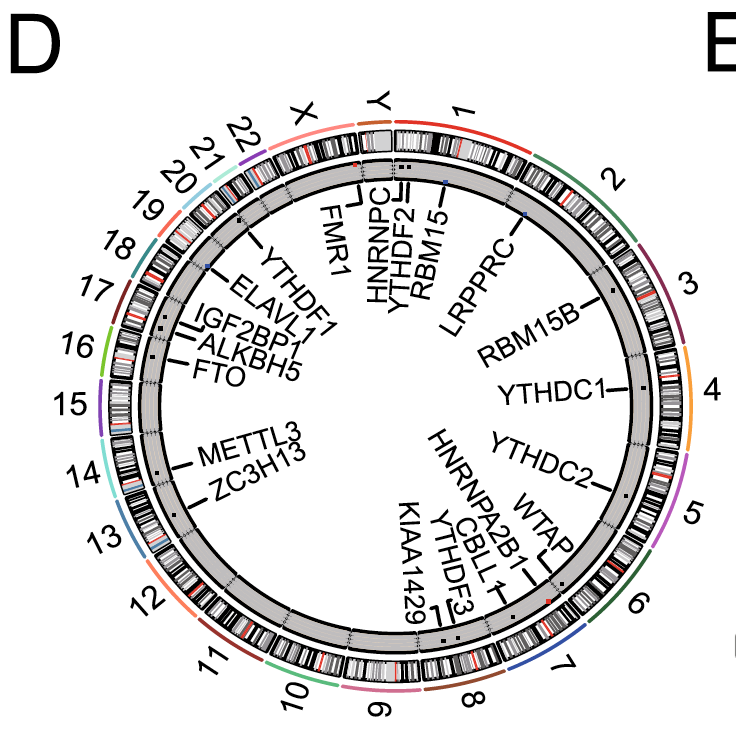 D
E
1
2
3
4
5
6
7
8
9
10
11
12
13
14
15
16
17
18
19
20
21
22
X
Y
FMR1
HNRNPC
YTHDF2
RBM15
LRPPRC
RBM15B
YTHDC1
YTHDC2
WTAP
HNRNPA2B1
CBLL1
YTHDF3
KIAA1429
ZC3H13
METTL3
FTO
ALKBH5
IGF2BP1
ELAVL1
YTHDF1